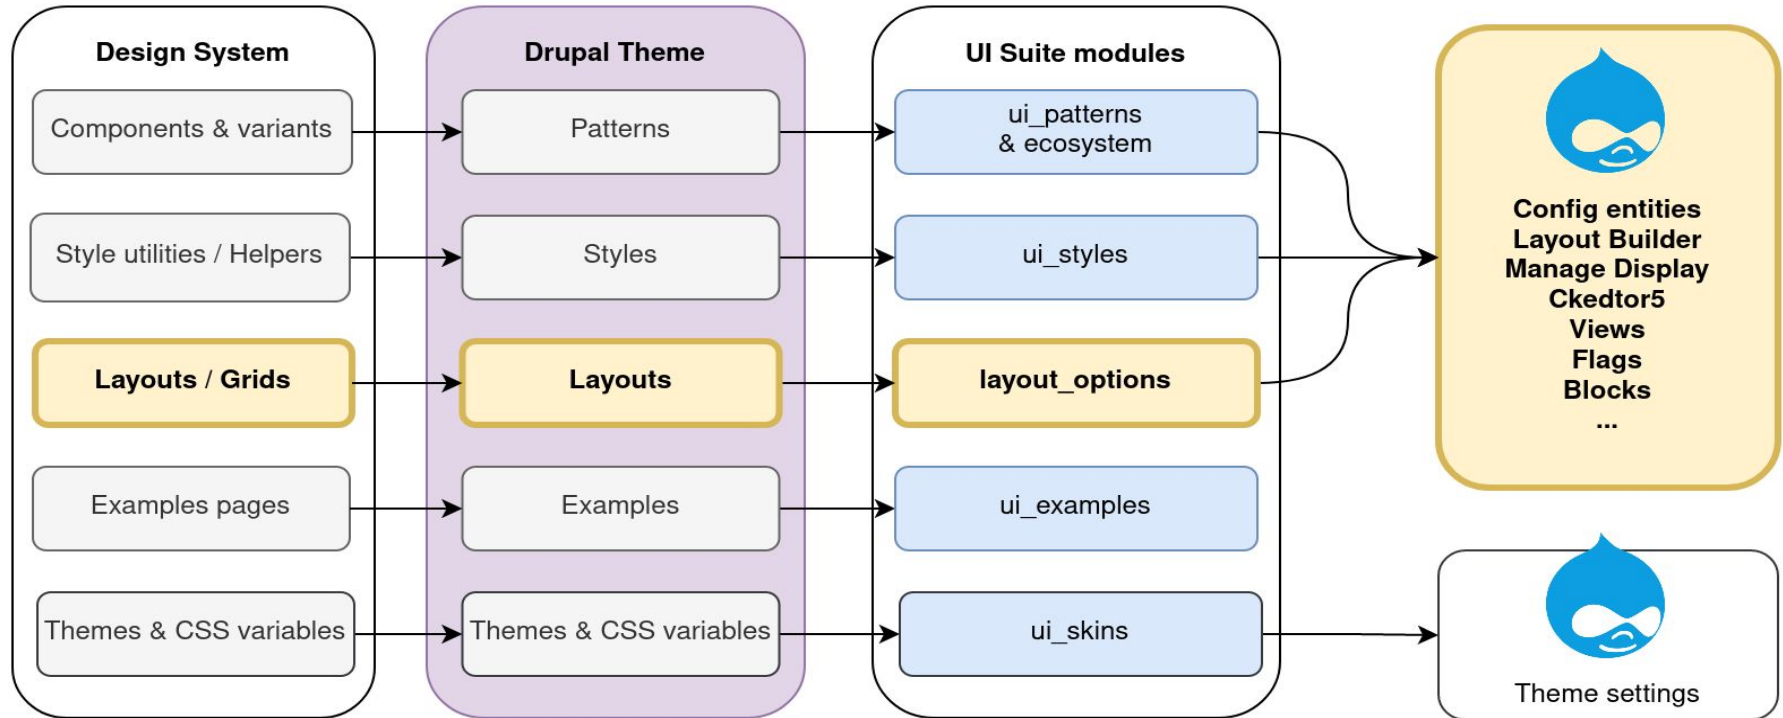 Design System
Components & variants
Style utilities / Helpers
Layouts / Grids
Examples pages
Themes & CSS variables
Drupal Theme
Patterns
Styles
Layouts
Examples
Themes & CSS variables
UI Suite modules
ui_patterns
& ecosystem
ui_styles
layout_options
ui_examples
ui_skins
Config entities
Layout Builder
Manage Display
Ckedtor5
Views
Flags
Blocks
...
Theme settings